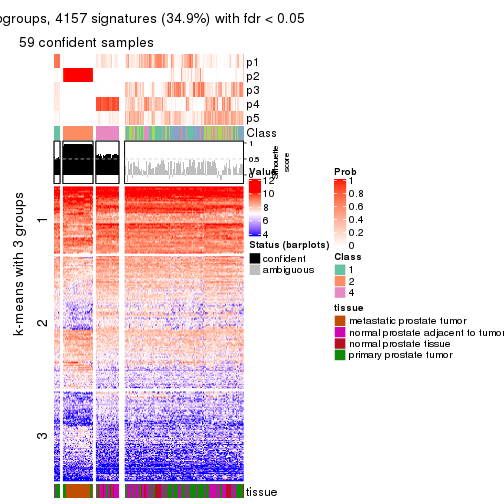 ogroups, 4157 signatures (34.9%) with fdr < 0.05
59 confident samples
p1
p2
p3
p4
p5
Class
1
0.5
0
Silhouette
score
k-means with 3 groups
1
2
3
tissue
Value
12
10
8
6
4
Status (barplots)
confident
ambiguous
Prob
1
0.8
0.6
0.4
0.2
0
Class
1
2
4
tissue
metastatic prostate tumor
normal prostate adjacent to tumor
normal prostate tissue
primary prostate tumor